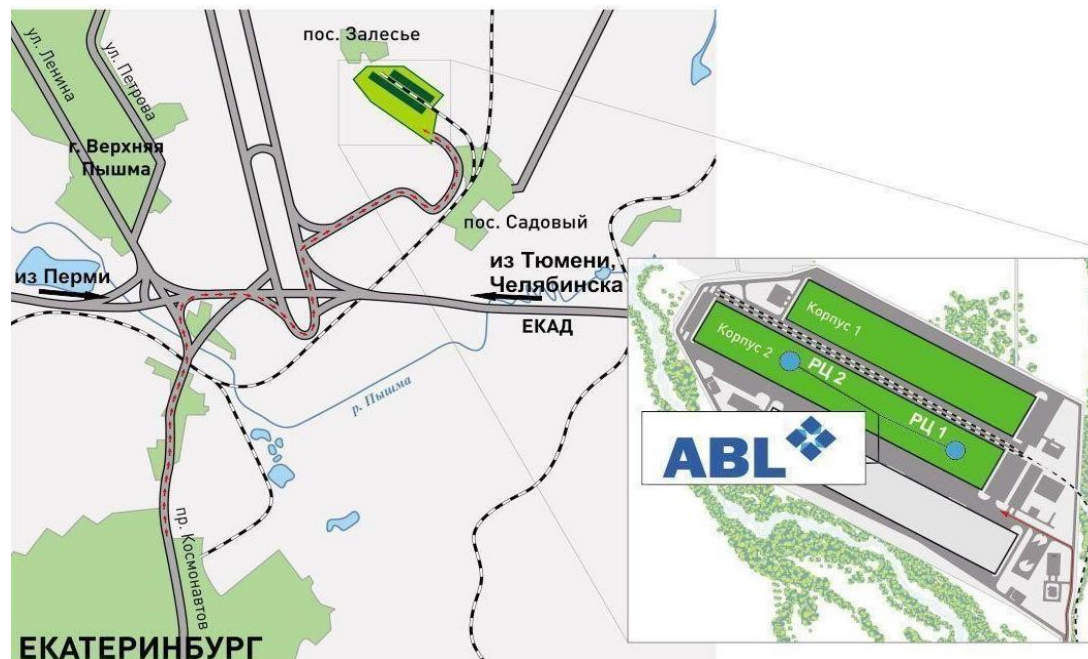 пос. Залесье
ул. Ленина
ул. Петрова
г. Верхняя
Пышма
пос. Садовый
из Перми
из Тюмени,
Челябинска
ЕКАД
р. Пышма
пр. Космонавтов
ЕКАТЕРИНБУРГ
Корпус 1
Корпус 2
РЦ 2
РЦ 1
ABL